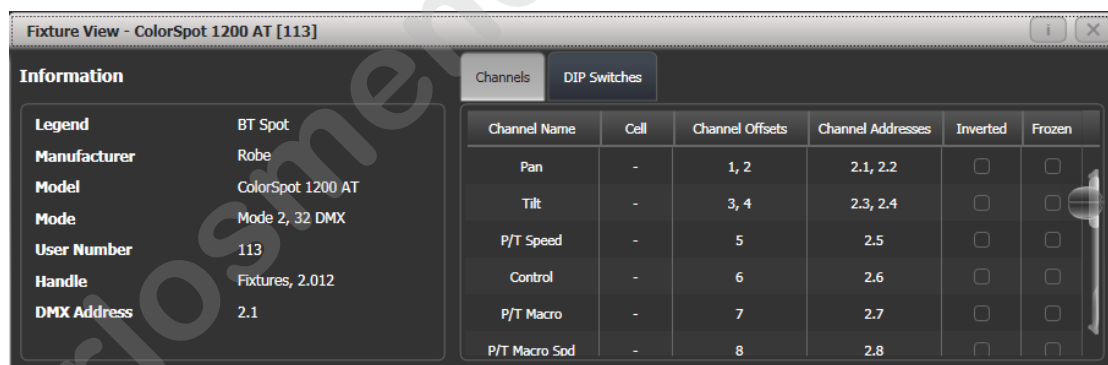 Fixture View - ColorSpot 1200 AT [113]
i
Information
Channels DIP Switches
Legend BT Spot
Manufacturer Robe
Model ColorSpot 1200 AT
Mode Mode 2, 32 DMX
User Number 113
Handle Fixtures, 2.012
DMX Address 2.1
Channel Name Cell Channel Offsets Channel Addresses Inverted Frozen
Pan - 1, 2 2.1, 2.2
Tilt - 3, 4 2.3, 2.4
P/T Speed - 5 2.5
Control - 6 2.6
P/T Macro - 7 2.7
P/T Macro Spd - 8 2.8